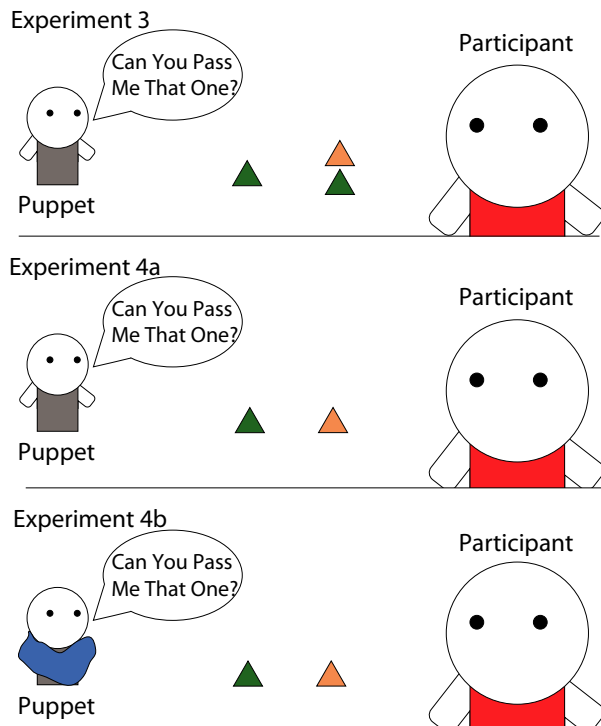 Experiment 3
Can You Pass
Me That One?
Participant
Puppet
Experiment 4a
Can You Pass
Me That One?
Participant
Puppet
Experiment 4b
Can You Pass
Me That One?
Participant
Puppet